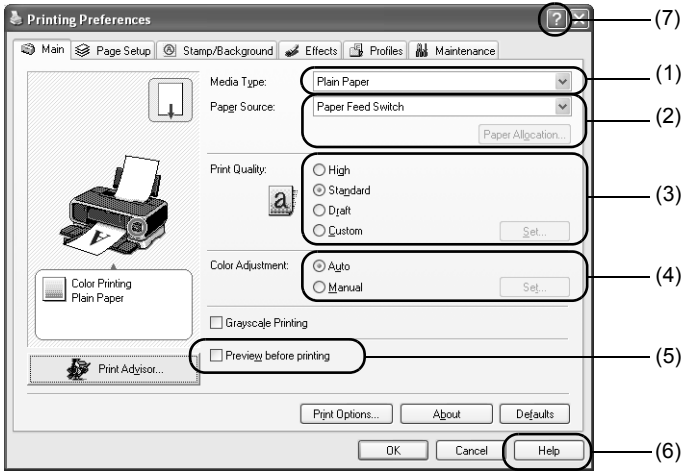 Printing Preferences ? (7)
Main Page Setup Stamp/Background Effects Profiles Maintenance
Media Type: Plain Paper (1)
Paper Source: Paper Feed Switch (2)
Paper Allocation...
Print Quality: High
Standard (3)
a Draft
Custom Set...
Color Adjustment: Auto (4)
Manual Set...
Color Printing
Plain Paper
Grayscale Printing
Preview before printing (5)
Print Advisor...
Print Options... About Defaults
OK Cancel Help (6)